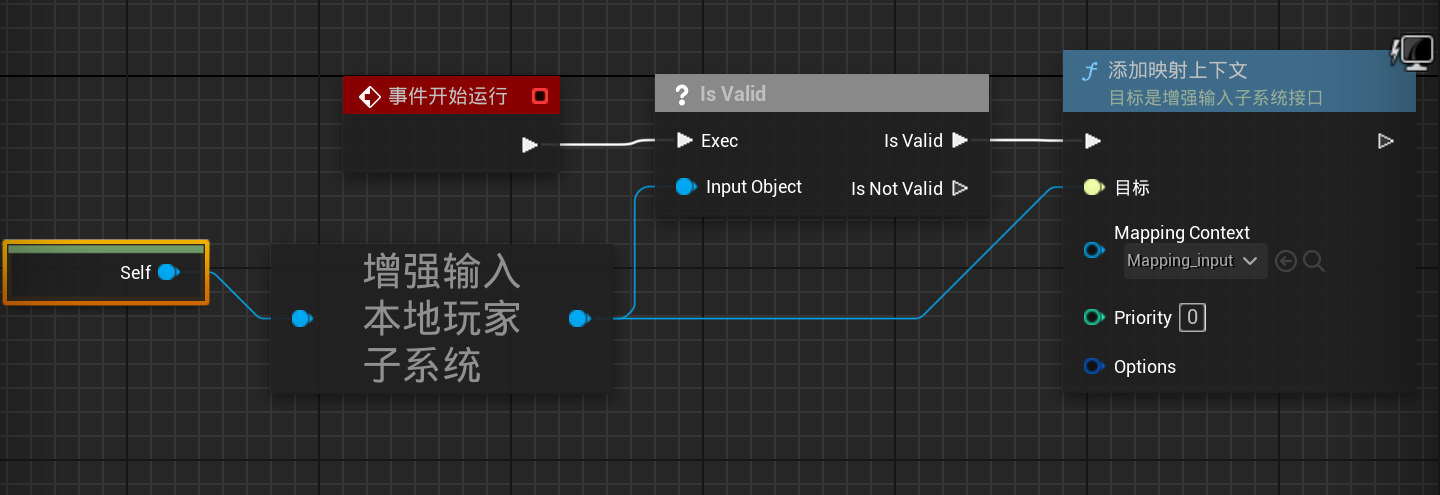 事件开始运行
Is Valid
Exec
Is Valid
Input Object
Is Not Valid
Self
增强输入
本地玩家
子系统
f 添加映射上下文
目标是增强输入子系统接口
目标
Mapping Context
Mapping_input
Priority 0
Options